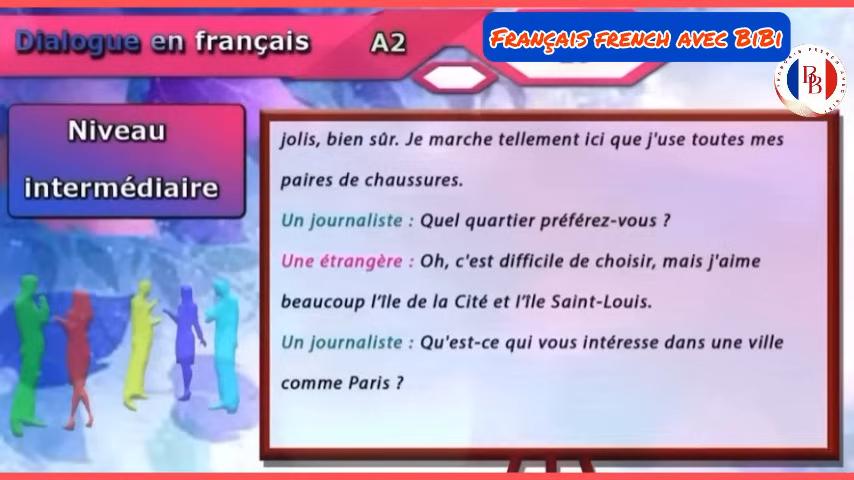 Dialogue en français A2
Français french avec BiBi
Niveau
intermédiaire
jolis, bien sûr. Je marche tellement ici que j'use toutes mes
paires de chaussures.
Un journaliste : Quel quartier préférez-vous ?
Une étrangère : Oh, c'est difficile de choisir, mais j'aime
beaucoup l'île de la Cité et l'île Saint-Louis.
Un journaliste : Qu'est-ce qui vous intéresse dans une ville
comme Paris ?